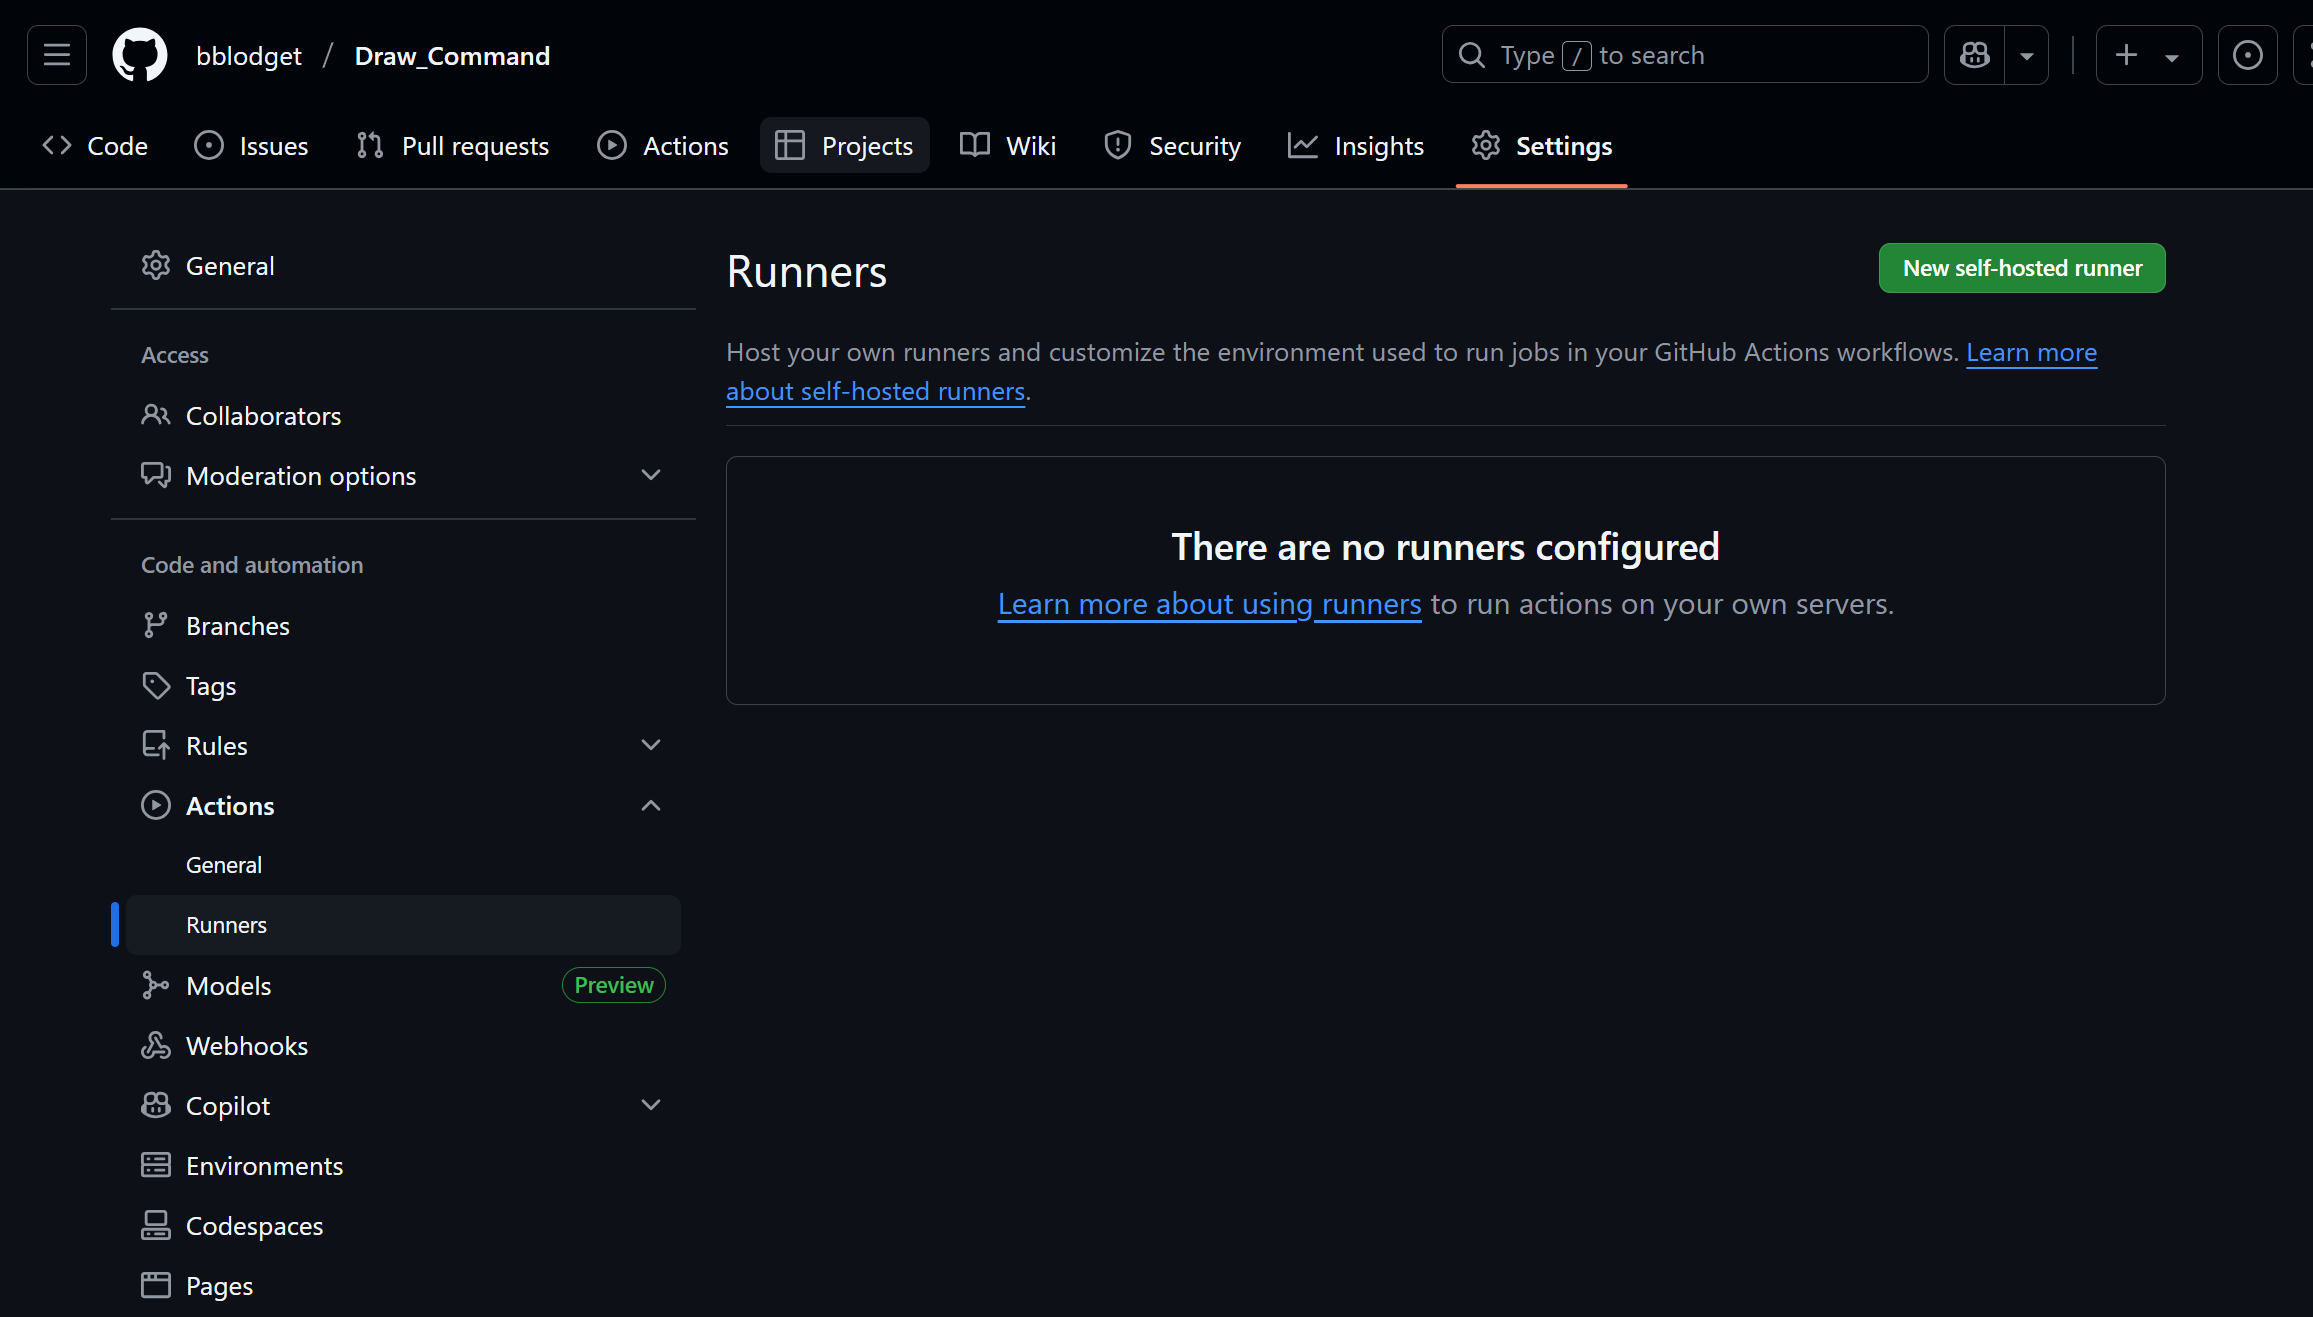 bblodget / Draw_Command
Type / to search
Code Issues Pull requests Actions Projects Wiki Security Insights Settings
General
Access
Collaborators
Moderation options
Code and automation
Branches
Tags
Rules
Actions
General
Runners
Models Preview
Webhooks
Copilot
Environments
Codespaces
Pages
Runners
New self-hosted runner
Host your own runners and customize the environment used to run jobs in your GitHub Actions workflows. Learn more
about self-hosted runners.
There are no runners configured
Learn more about using runners to run actions on your own servers.